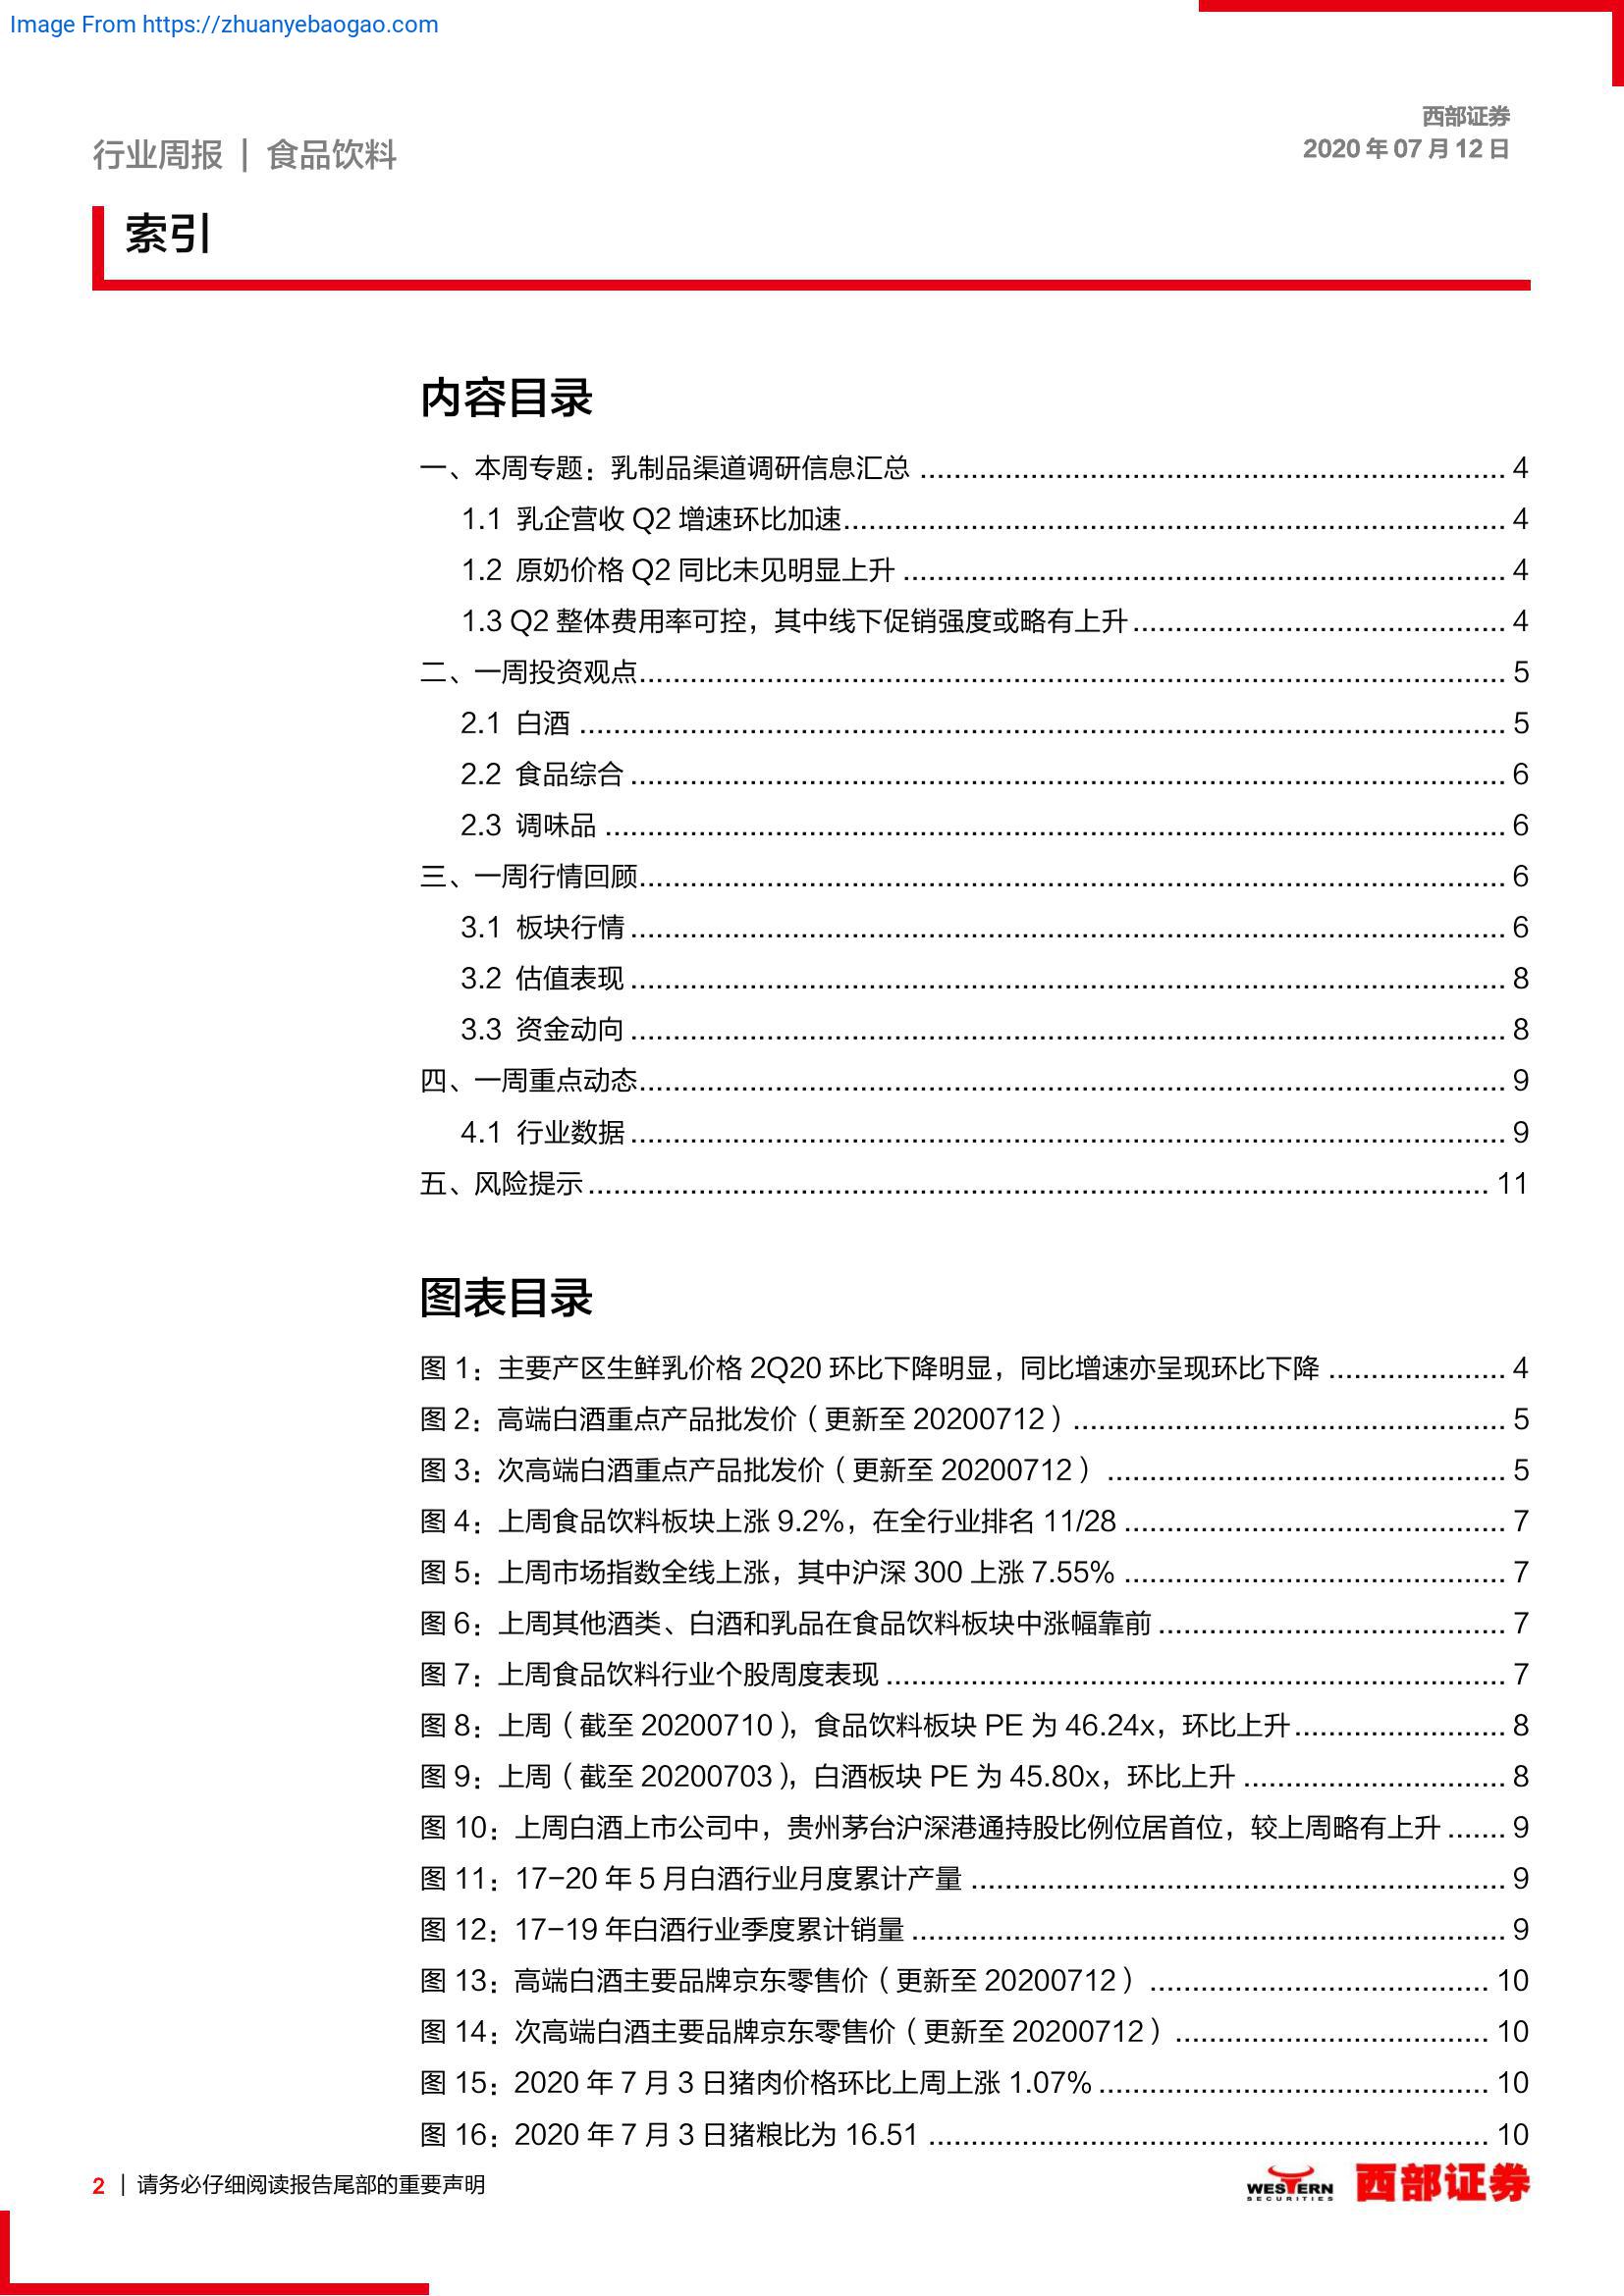 Image From https://zhuanyebaogao.com
西部证券
行业周报 | 食品饮料
2020 年 07 月 12 日
索引
内容目录
一、本周专题：乳制品渠道调研信息汇总 ........ 4
1.1 乳企营收 Q2 增速环比加速........ 4
1.2 原奶价格 Q2 同比未见明显上升 ........ 4
1.3 Q2 整体费用率可控，其中线下促销强度或略有上升 ........ 4
二、一周投资观点........ 5
2.1 白酒 ........ 5
2.2 食品综合 ........ 6
2.3 调味品 ........ 6
三、一周行情回顾........ 6
3.1 板块行情 ........ 6
3.2 估值表现 ........ 8
3.3 资金动向 ........ 8
四、一周重点动态........ 9
4.1 行业数据 ........ 9
五、风险提示 ........ 11
图表目录
图 1：主要产区生鲜乳价格 2Q20 环比下降明显，同比增速亦呈现环比下降 ........ 4
图 2：高端白酒重点产品批发价（更新至 20200712）........ 5
图 3：次高端白酒重点产品批发价（更新至 20200712） ........ 5
图 4：上周食品饮料板块上涨 9.2%，在全行业排名 11/28 ........ 7
图 5：上周市场指数全线上涨，其中沪深 300 上涨 7.55% ........ 7
图 6：上周其他酒类、白酒和乳品在食品饮料板块中涨幅靠前 ........ 7
图 7：上周食品饮料行业个股周度表现 ........ 7
图 8：上周（截至 20200710），食品饮料板块 PE 为 46.24x，环比上升........ 8
图 9：上周（截至 20200703），白酒板块 PE 为 45.80x，环比上升 ........ 8
图 10：上周白酒上市公司中，贵州茅台沪深港通持股比例位居首位，较上周略有上升 ....... 9
图 11：17-20 年 5 月白酒行业月度累计产量 ........ 9
图 12：17-19 年白酒行业季度累计销量 ........ 9
图 13：高端白酒主要品牌京东零售价（更新至 20200712） ........ 10
图 14：次高端白酒主要品牌京东零售价（更新至 20200712） ........ 10
图 15：2020 年 7 月 3 日猪肉价格环比上周上涨 1.07% ........ 10
图 16：2020 年 7 月 3 日猪粮比为 16.51 ........ 10
2 | 请务必仔细阅读报告尾部的重要声明
WESTERN
SECURITIES
西部证券